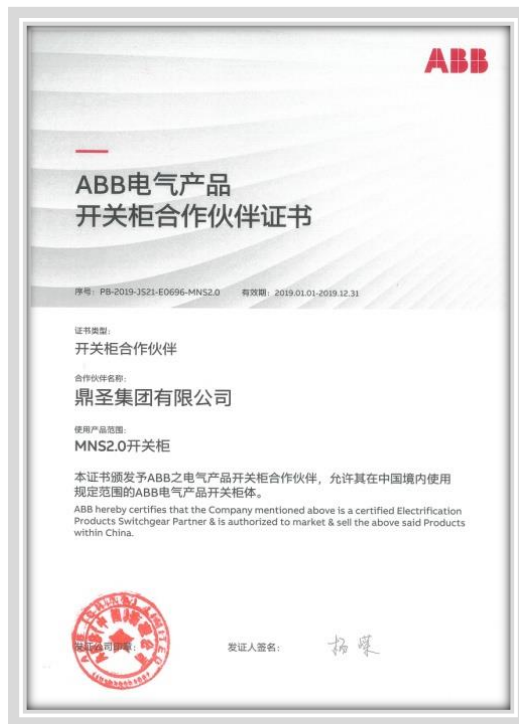 ABB
ABB电气产品
开关柜合作伙伴证书
序号：PB-2019-JS21-E0696-MNS2.0 有效期：2019.01.01-2019.12.31
证书类型：
开关柜合作伙伴
合作伙伴名称：
鼎圣集团有限公司
使用产品范围：
MNS2.0开关柜
本证书颁发予ABB之电气产品开关柜合作伙伴，允许其在中国境内使用
规定范围的ABB电气产品开关柜体。
ABB hereby certifies that the Company mentioned above is a certified Electrification
Products Switchgear Partner & is authorized to market & sell the above said Products
within China.
发证人签名：